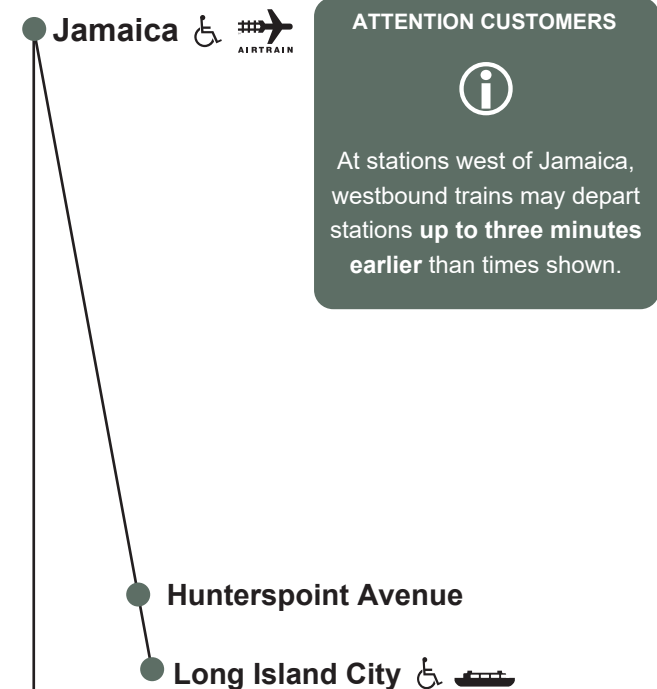 Jamaica
AIRTRAIN
ATTENTION CUSTOMERS
At stations west of Jamaica,
westbound trains may depart
stations up to three minutes
earlier than times shown.
Hunterspoint Avenue
Long Island City